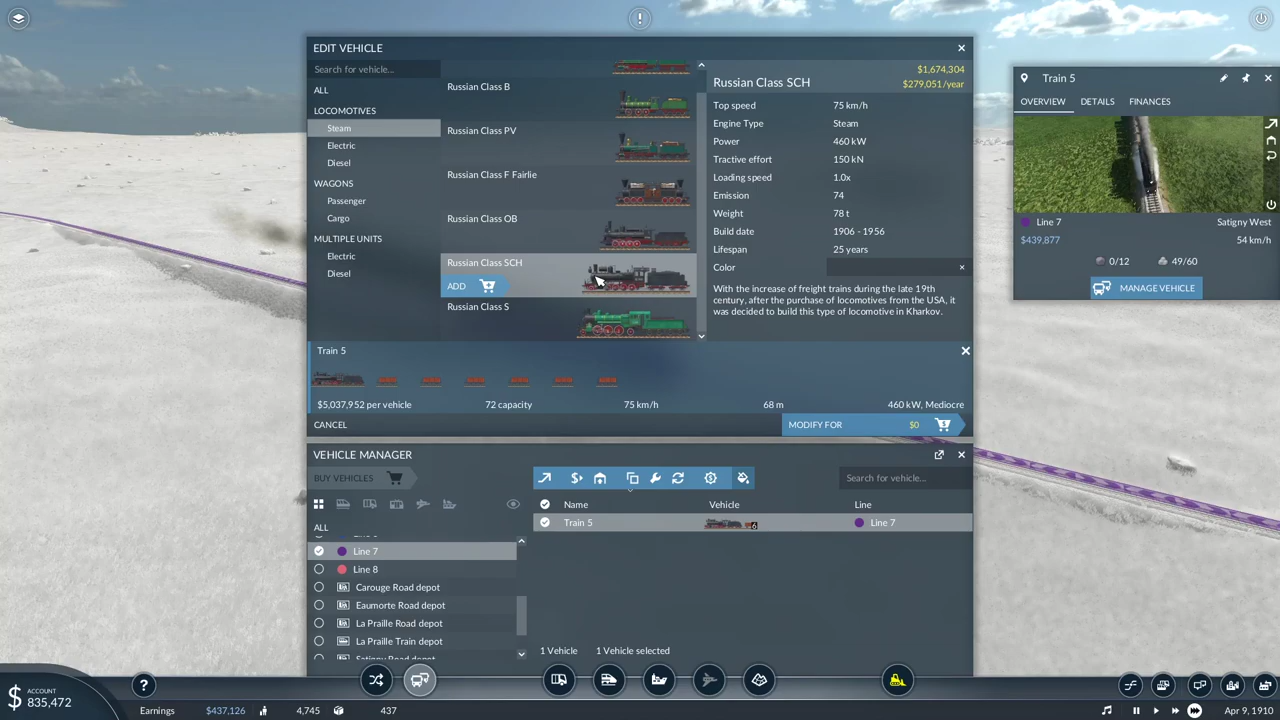 EDIT VEHICLE
Search for vehicle...
ALL
LOCOMOTIVES
Steam
Electric
Diesel
WAGONS
Passenger
Cargo
MULTIPLE UNITS
Electric
Diesel
Russian Class B
Russian Class PV
Russian Class F Fairlie
Russian Class OB
Russian Class SCH
ADD
Russian Class S
Russian Class SCH
$1,674,304
$279,051/year
Top speed 75 km/h
Engine Type Steam
Power 460 kW
Tractive effort 150 kN
Loading speed 1.0x
Emission 74
Weight 78 t
Build date 1906 - 1956
Lifespan 25 years
Color
With the increase of freight trains during the late 19th
century, after the purchase of locomotives from the USA, it
was decided to build this type of locomotive in Kharkov.
Train 5
$5,037,952 per vehicle 72 capacity 75 km/h 68 m 460 kW, Mediocre
CANCEL
MODIFY FOR $0
Train 5
OVERVIEW DETAILS FINANCES
Line 7 Satigny West
$439,877 54 km/h
0/12 49/60
MANAGE VEHICLE
VEHICLE MANAGER
BUY VEHICLES
Search for vehicle...
ALL
Line 7
Line 8
Carouge Road depot
Eaumorte Road depot
La Praille Road depot
La Praille Train depot
Name Vehicle Line
Train 5 6 Line 7
1 Vehicle 1 Vehicle selected
ACCOUNT
$ 835,472
?
Earnings $437,126 4,745 437
Apr 9, 1910